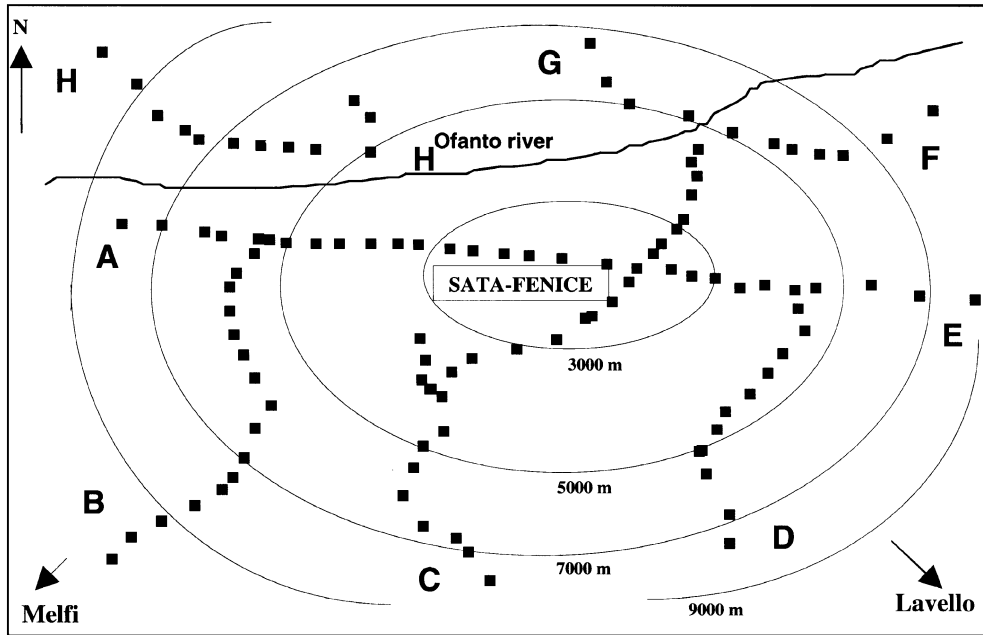 N
H
G
F
Ofanto river
H
A
SATA-FENICE
E
3000 m
5000 m
B
D
7000 m
C
9000 m
Melfi
Lavello